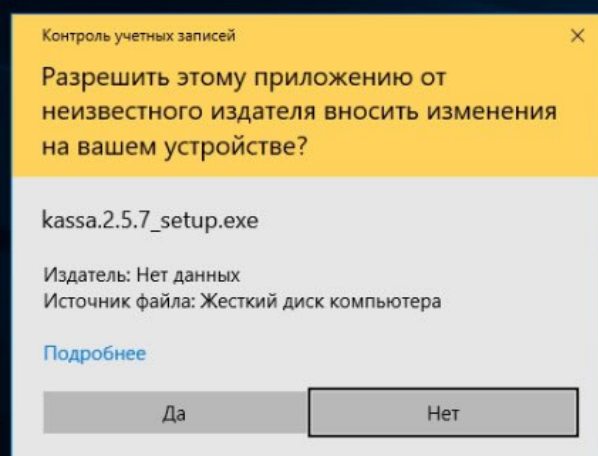 Контроль учетных записей
Разрешить этому приложению от
неизвестного издателя вносить изменения
на вашем устройстве?
kassa.2.5.7_setup.exe
Издатель: Нет данных
Источник файла: Жесткий диск компьютера
Подробнее
Да
Нет